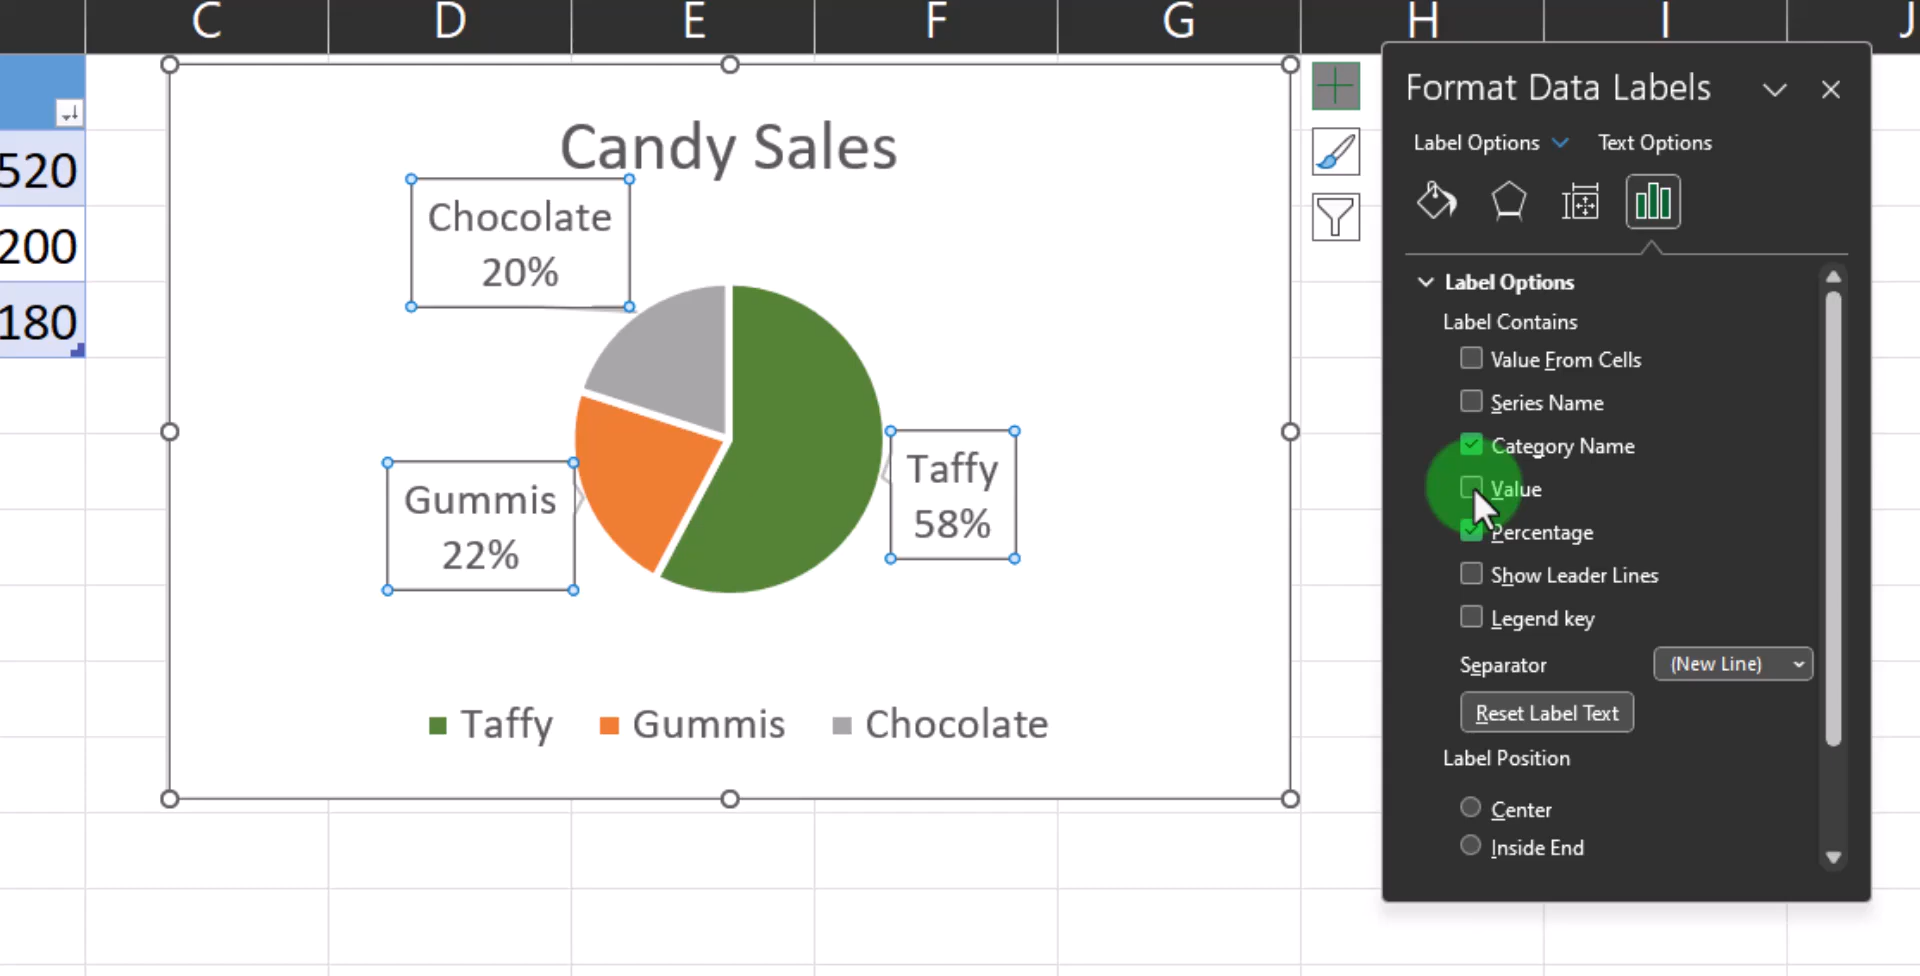 C D E F G H I J
520
200
180
Candy Sales
Chocolate
20%
Gummis
22%
Taffy
58%
Taffy Gummis Chocolate
Format Data Labels
Label Options Text Options
Label Options
Label Contains
Value From Cells
Series Name
Category Name
Value
Percentage
Show Leader Lines
Legend key
Separator (New Line)
Reset Label Text
Label Position
Center
Inside End